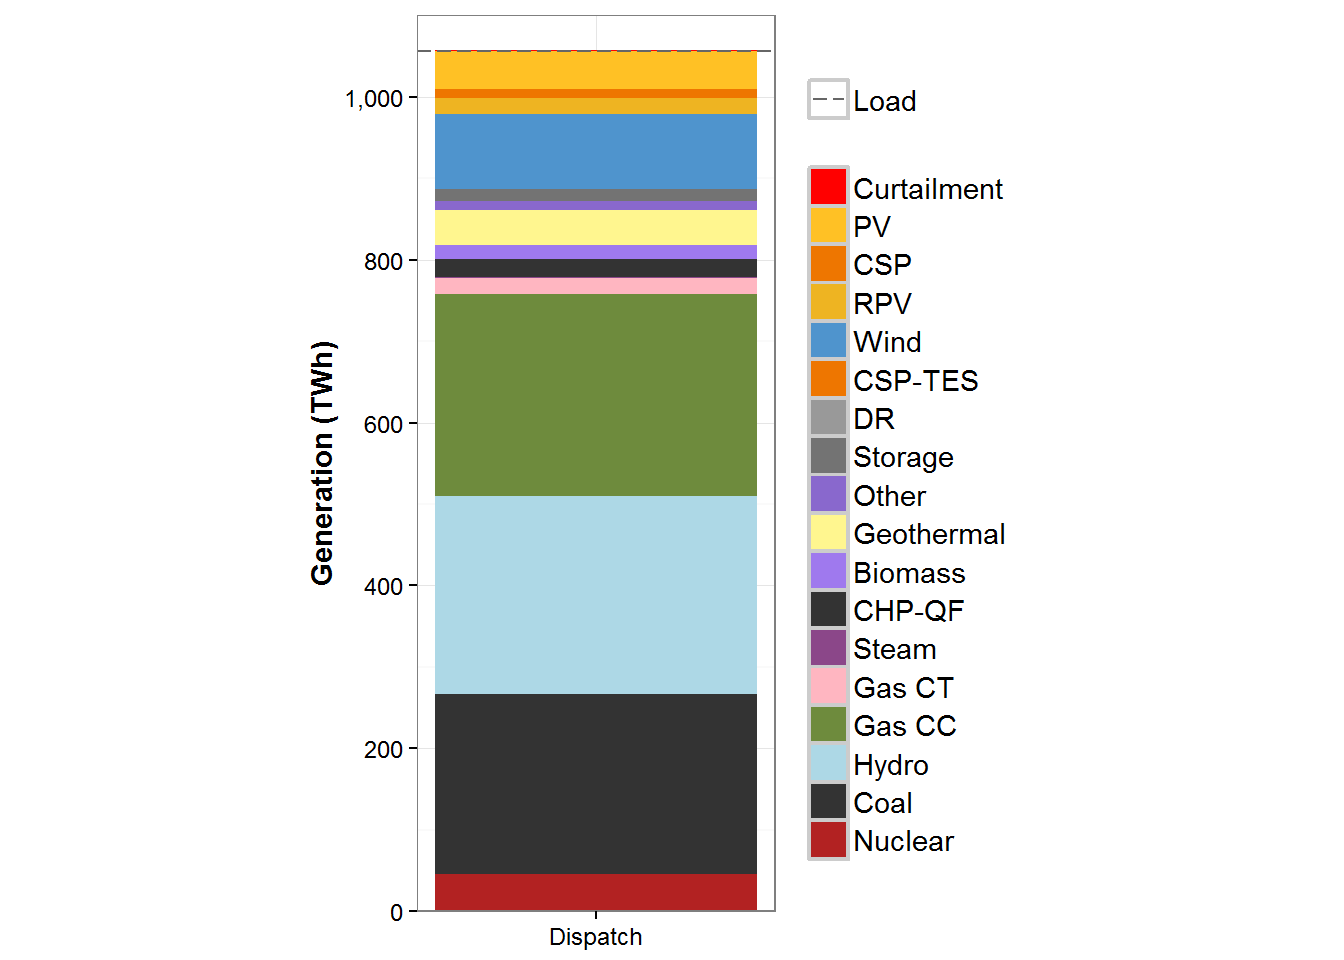 Generation (TWh)
1,000
800
600
400
200
0
Dispatch
Load
Curtailment
PV
CSP
RPV
Wind
CSP-TES
DR
Storage
Other
Geothermal
Biomass
CHP-QF
Steam
Gas CT
Gas CC
Hydro
Coal
Nuclear